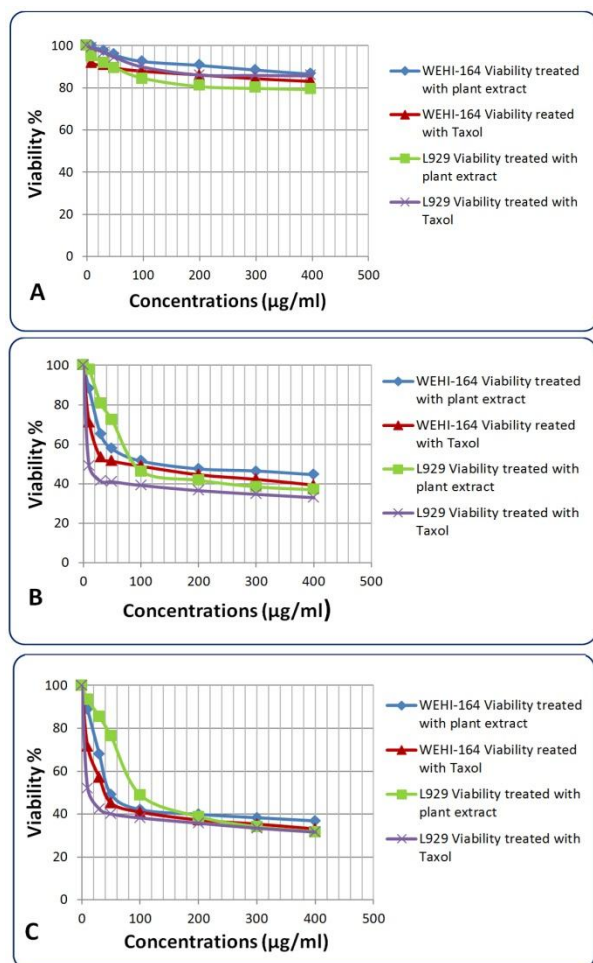 100
80
60
40
20
0
Viability %
0 100 200 300 400 500
Concentrations (µg/ml)
A
WEHI-164 Viability treated
with plant extract
WEHI-164 Viability reated
with Taxol
L929 Viability treated with
plant extract
L929 Viability treated with
Taxol
100
80
60
40
20
0
Viability %
0 100 200 300 400 500
Concentrations (µg/ml)
B
WEHI-164 Viability treated
with plant extract
WEHI-164 Viability reated
with Taxol
L929 Viability treated with
plant extract
L929 Viability treated with
Taxol
100
80
60
40
20
0
Viability %
0 100 200 300 400 500
Concentrations (µg/ml)
C
WEHI-164 Viability treated
with plant extract
WEHI-164 Viability reated
with Taxol
L929 Viability treated with
plant extract
L929 Viability treated with
Taxol